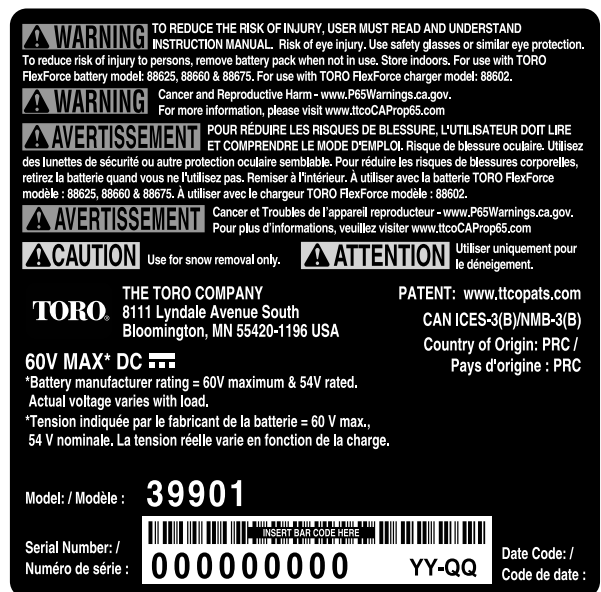 WARNING TO REDUCE THE RISK OF INJURY, USER MUST READ AND UNDERSTAND
INSTRUCTION MANUAL. Risk of eye injury. Use safety glasses or similar eye protection.
To reduce risk of injury to persons, remove battery pack when not in use. Store indoors. For use with TORO
FlexForce battery model: 88625, 88660 & 88675. For use with TORO FlexForce charger model: 88602.
WARNING Cancer and Reproductive Harm - www.P65Warnings.ca.gov.
For more information, please visit www.ttcoCAProp65.com
AVERTISSEMENT POUR RÉDUIRE LES RISQUES DE BLESSURE, L'UTILISATEUR DOIT LIRE
ET COMPRENDRE LE MODE D'EMPLOI. Risque de blessure oculaire. Utilisez
des lunettes de sécurité ou autre protection oculaire semblable. Pour réduire les risques de blessures corporelles,
retirez la batterie quand vous ne l'utilisez pas. Remiser à l'intérieur. À utiliser avec la batterie TORO FlexForce
modèle : 88625, 88660 & 88675. À utiliser avec le chargeur TORO FlexForce modèle : 88602.
AVERTISSEMENT Cancer et Troubles de l'appareil reproducteur - www.P65Warnings.ca.gov.
Pour plus d'informations, veuillez visiter www.ttcoCAProp65.com
CAUTION Use for snow removal only.
ATTENTION Utiliser uniquement pour
le déneigement.
TORO®
THE TORO COMPANY
8111 Lyndale Avenue South
Bloomington, MN 55420-1196 USA
PATENT: www.ttcopats.com
CAN ICES-3(B)/NMB-3(B)
Country of Origin: PRC /
Pays d'origine : PRC
60V MAX* DC
*Battery manufacturer rating = 60V maximum & 54V rated.
Actual voltage varies with load.
*Tension indiquée par le fabricant de la batterie = 60 V max.,
54 V nominale. La tension réelle varie en fonction de la charge.
Model: / Modèle : 39901
INSERT BAR CODE HERE
Serial Number: /
Numéro de série : 000000000 YY-QQ
Date Code: /
Code de date :